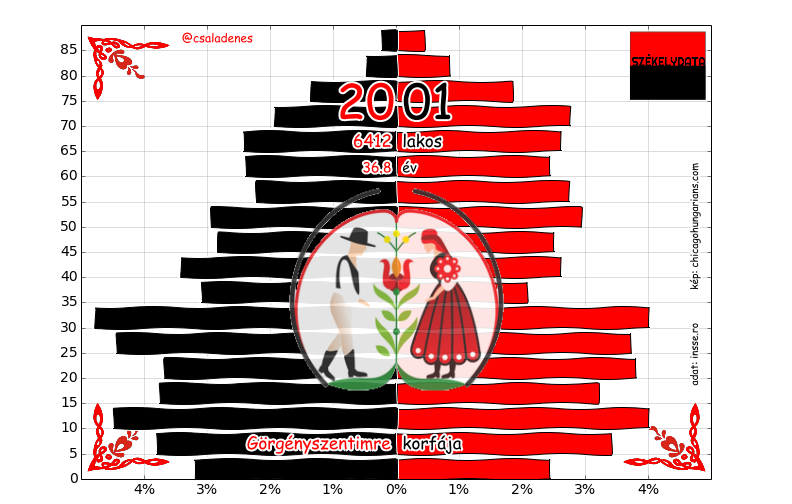 @csaladenes
SZÉKELYDATA
2001
6412 lakos
36.8 év
kép: chicagohungarians.com
adat: insse.ro
Görgényszentimre korfája
85
80
75
70
65
60
55
50
45
40
35
30
25
20
15
10
5
0
4% 3% 2% 1% 0% 1% 2% 3% 4%